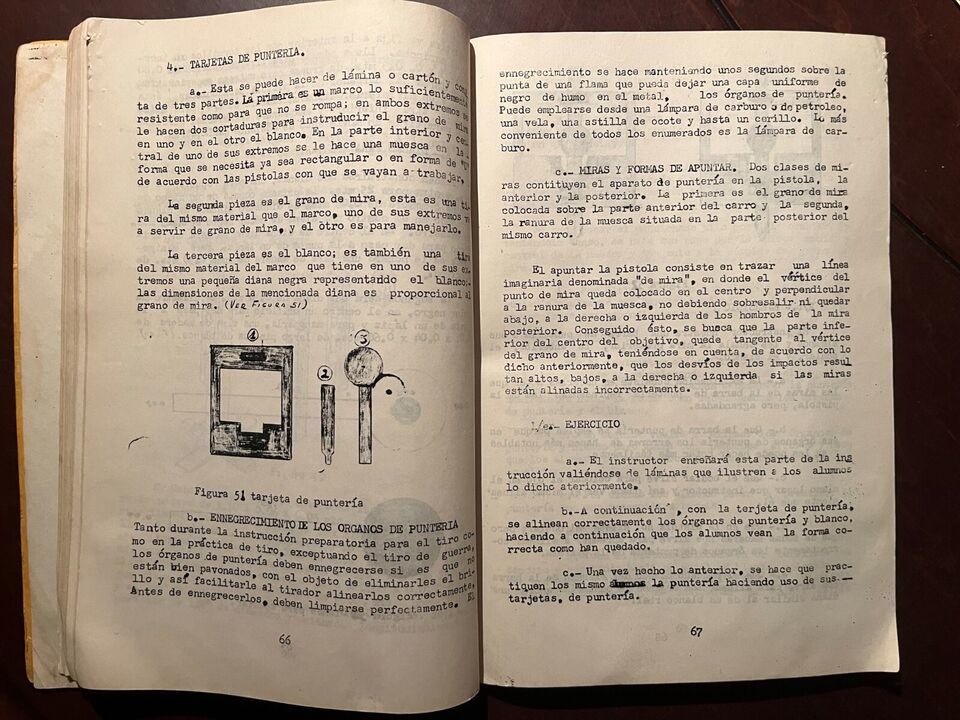 4.- TARJETAS DE PUNTERIA.
a.- Esta se puede hacer de lámina o cartón y cons
ta de tres partes. La priméra es un marco lo suficientemente
resistente como para que no se rompa; en ambos extremos se
le hacen dos cortaduras para instruducir el grano de mira
en uno y en el otro el blanco. En la parte interior y cen
tral de uno de sus extremos se le hace una muesca en la
forma que se necesita ya sea rectangular o en forma de "U"
de acuerdo con las pistolas con que se vayan a trabajar.
La segunda pieza es el grano de mira, esta es una ti
ra del mismo material que el marco, uno de sus extremos va
a servir de grano de mira, y el otro es para manejarlo.
La tercera pieza es el blanco; es también una tira
del mismo material del marco que tiene en uno de sus ex
tremos una pequeña diana negra representando el blanco;-
las dimensiones de la mencionada diana es proporcional al
grano de mira. (VER FIGURA 51)
1
2
3
Figura 51 tarjeta de puntería
b.- ENNEGRECIMIENTO DE LOS ORGANOS DE PUNTERIA
Tanto durante la instrucción preparatoria para el tiro co-
mo en la práctica de tiro, exceptuando el tiro de guerra,
los órganos de puntería deben ennegrecerse si es que no
están bien pavonados, con el objeto de eliminarles el bri-
llo y así facilitarle al tirador alinearlos correctamente.
Antes de ennegrecerlos, deben limpiarse perfectamente. El
66
ennegrecimiento se hace manteniendo unos segundos sobre la
punta de una flama que pueda dejar una capa uniforme de
negro de humo en el metal, los órganos de puntería.
Puede emplearse desde una lámpara de carburo o de petroleo,
una vela, una astilla de ocote y hasta un cerillo. Lo más
conveniente de todos los enumerados es la lámpara de car-
buro.
c.- MIRAS Y FORMAS DE APUNTAR. Dos clases de mi-
ras contituyen el aparato de puntería en la pistola, la
anterior y la posterior. La primera es el grano de mira
colocada sobre la parte anterior del carro y la segunda,
la ranura de la muesca situada en la parte posterior del
mismo carro.
El apuntar la pistola consiste en trazar una línea
imaginaria denominada "de mira", en donde el vértice del
punto de mira queda colocado en el centro y perpendicular
a la ranura de la muesca, no debiendo sobresalir ni quedar
abajo, a la derecha o izquierda de los hombros de la mira
posterior. Conseguido ésto, se busca que la parte infe-
rior del centro del objetivo, quede tangente al vértice
del grano de mira, teniéndose en cuenta, de acuerdo con lo
dicho anteriormente, que los desvíos de los impactos resul
tan altos, bajos, a la derecha o izquierda si las miras
están alinadas incorrectamente.
EJERCICIO
a.- El instructor enseñará esta parte de la ins
trucción valiéndose de láminas que ilustren a los alumnos
lo dicho ateriormente.
b.-A continuación, con la terjeta de puntería,
se alinean correctamente los órganos de puntería y blanco,
haciendo a continuación que los alumnos vean la forma co-
rrecta como han quedado.
c.- Una vez hecho lo anterior, se hace que prac-
tiquen los mismo alumnos la puntería haciendo uso de sus-
tarjetas, de puntería.
67